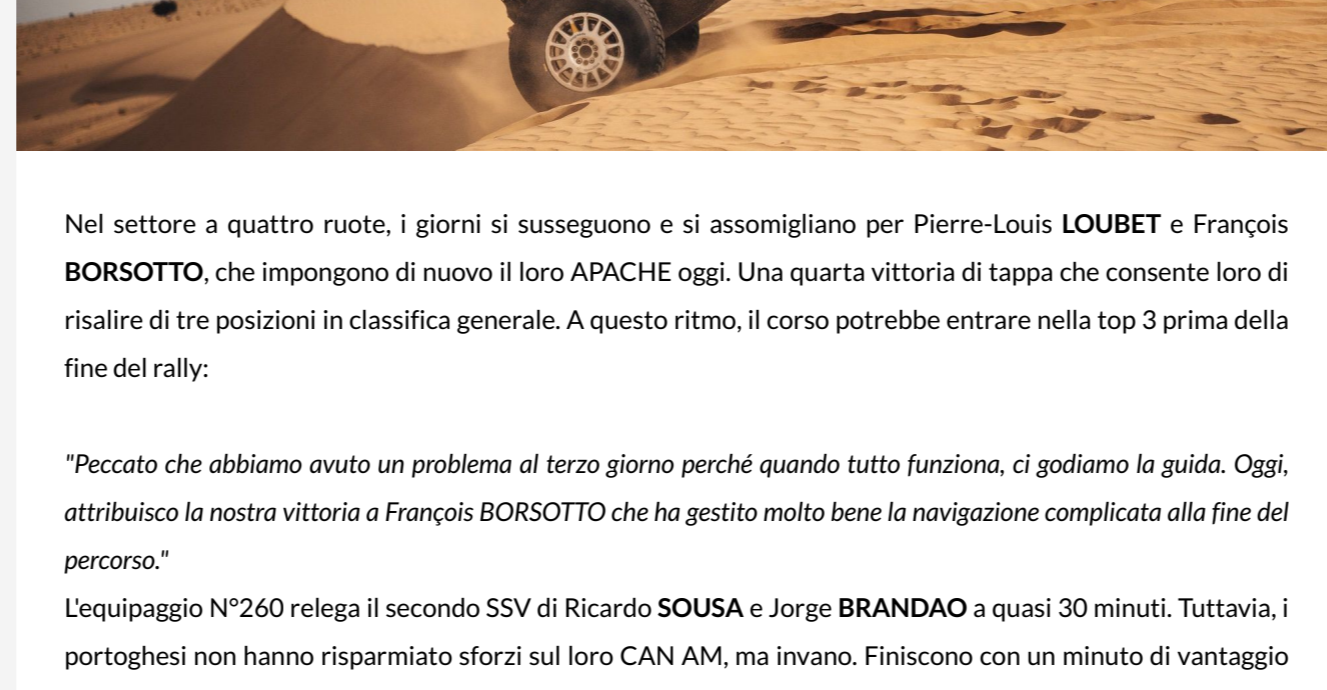 Nel settore a quattro ruote, i giorni si susseguono e si assomigliano per Pierre-Louis LOUBET e François
BORSOTTO, che impongono di nuovo il loro APACHE oggi. Una quarta vittoria di tappa che consente loro di
risalire di tre posizioni in classifica generale. A questo ritmo, il corso potrebbe entrare nella top 3 prima della
fine del rally:
"Peccato che abbiamo avuto un problema al terzo giorno perché quando tutto funziona, ci godiamo la guida. Oggi,
attribuisco la nostra vittoria a François BORSOTTO che ha gestito molto bene la navigazione complicata alla fine del
percorso."
L'equipaggio N°260 relega il secondo SSV di Ricardo SOUSA e Jorge BRANDAO a quasi 30 minuti. Tuttavia, i
portoghesi non hanno risparmiato sforzi sul loro CAN AM, ma invano. Finiscono con un minuto di vantaggio